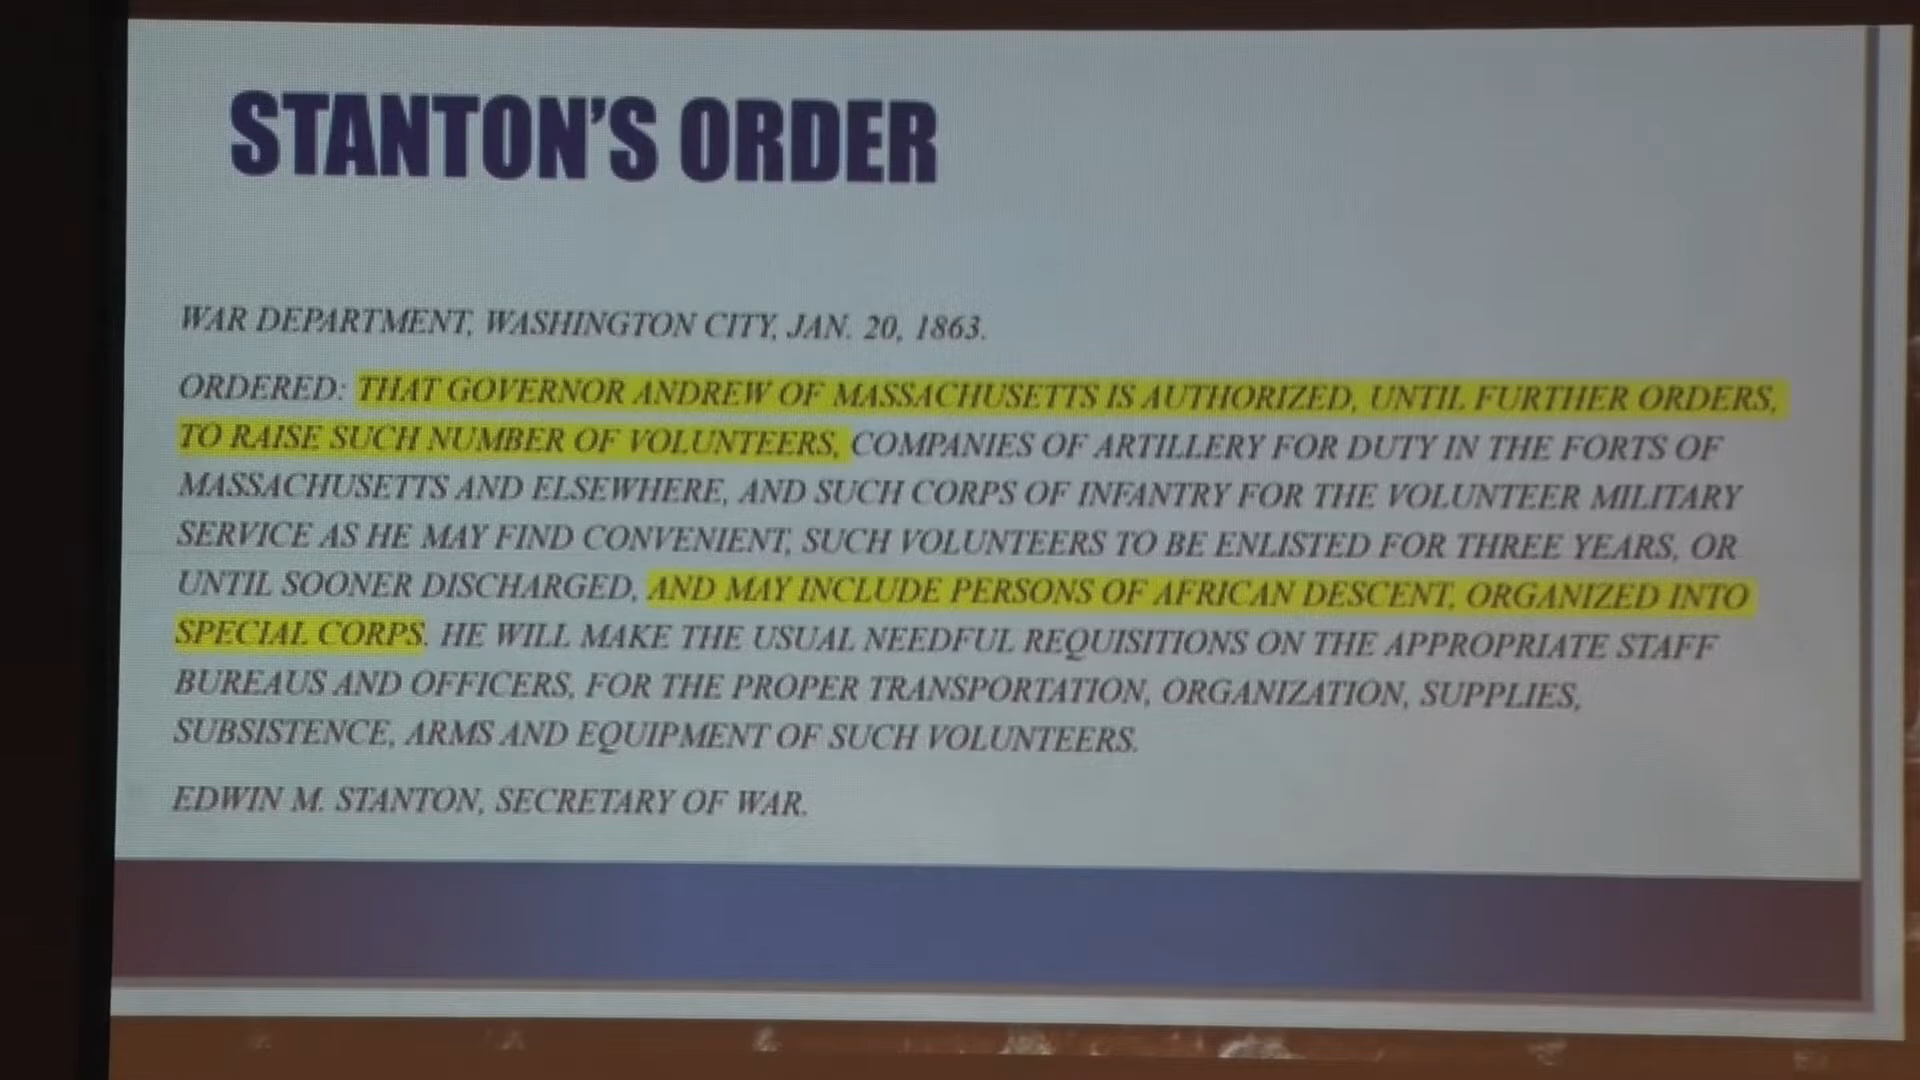 STANTON'S ORDER
WAR DEPARTMENT, WASHINGTON CITY, JAN. 20, 1863.
ORDERED: THAT GOVERNOR ANDREW OF MASSACHUSETTS IS AUTHORIZED, UNTIL FURTHER ORDERS,
TO RAISE SUCH NUMBER OF VOLUNTEERS, COMPANIES OF ARTILLERY FOR DUTY IN THE FORTS OF
MASSACHUSETTS AND ELSEWHERE, AND SUCH CORPS OF INFANTRY FOR THE VOLUNTEER MILITARY
SERVICE AS HE MAY FIND CONVENIENT, SUCH VOLUNTEERS TO BE ENLISTED FOR THREE YEARS, OR
UNTIL SOONER DISCHARGED, AND MAY INCLUDE PERSONS OF AFRICAN DESCENT, ORGANIZED INTO
SPECIAL CORPS. HE WILL MAKE THE USUAL NEEDFUL REQUISITIONS ON THE APPROPRIATE STAFF
BUREAUS AND OFFICERS, FOR THE PROPER TRANSPORTATION, ORGANIZATION, SUPPLIES,
SUBSISTENCE, ARMS AND EQUIPMENT OF SUCH VOLUNTEERS.
EDWIN M. STANTON, SECRETARY OF WAR.